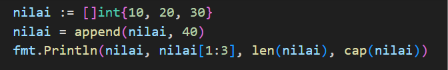 nilai := []int{10, 20, 30}
nilai = append(nilai, 40)
fmt.Println(nilai, nilai[1:3], len(nilai), cap(nilai))